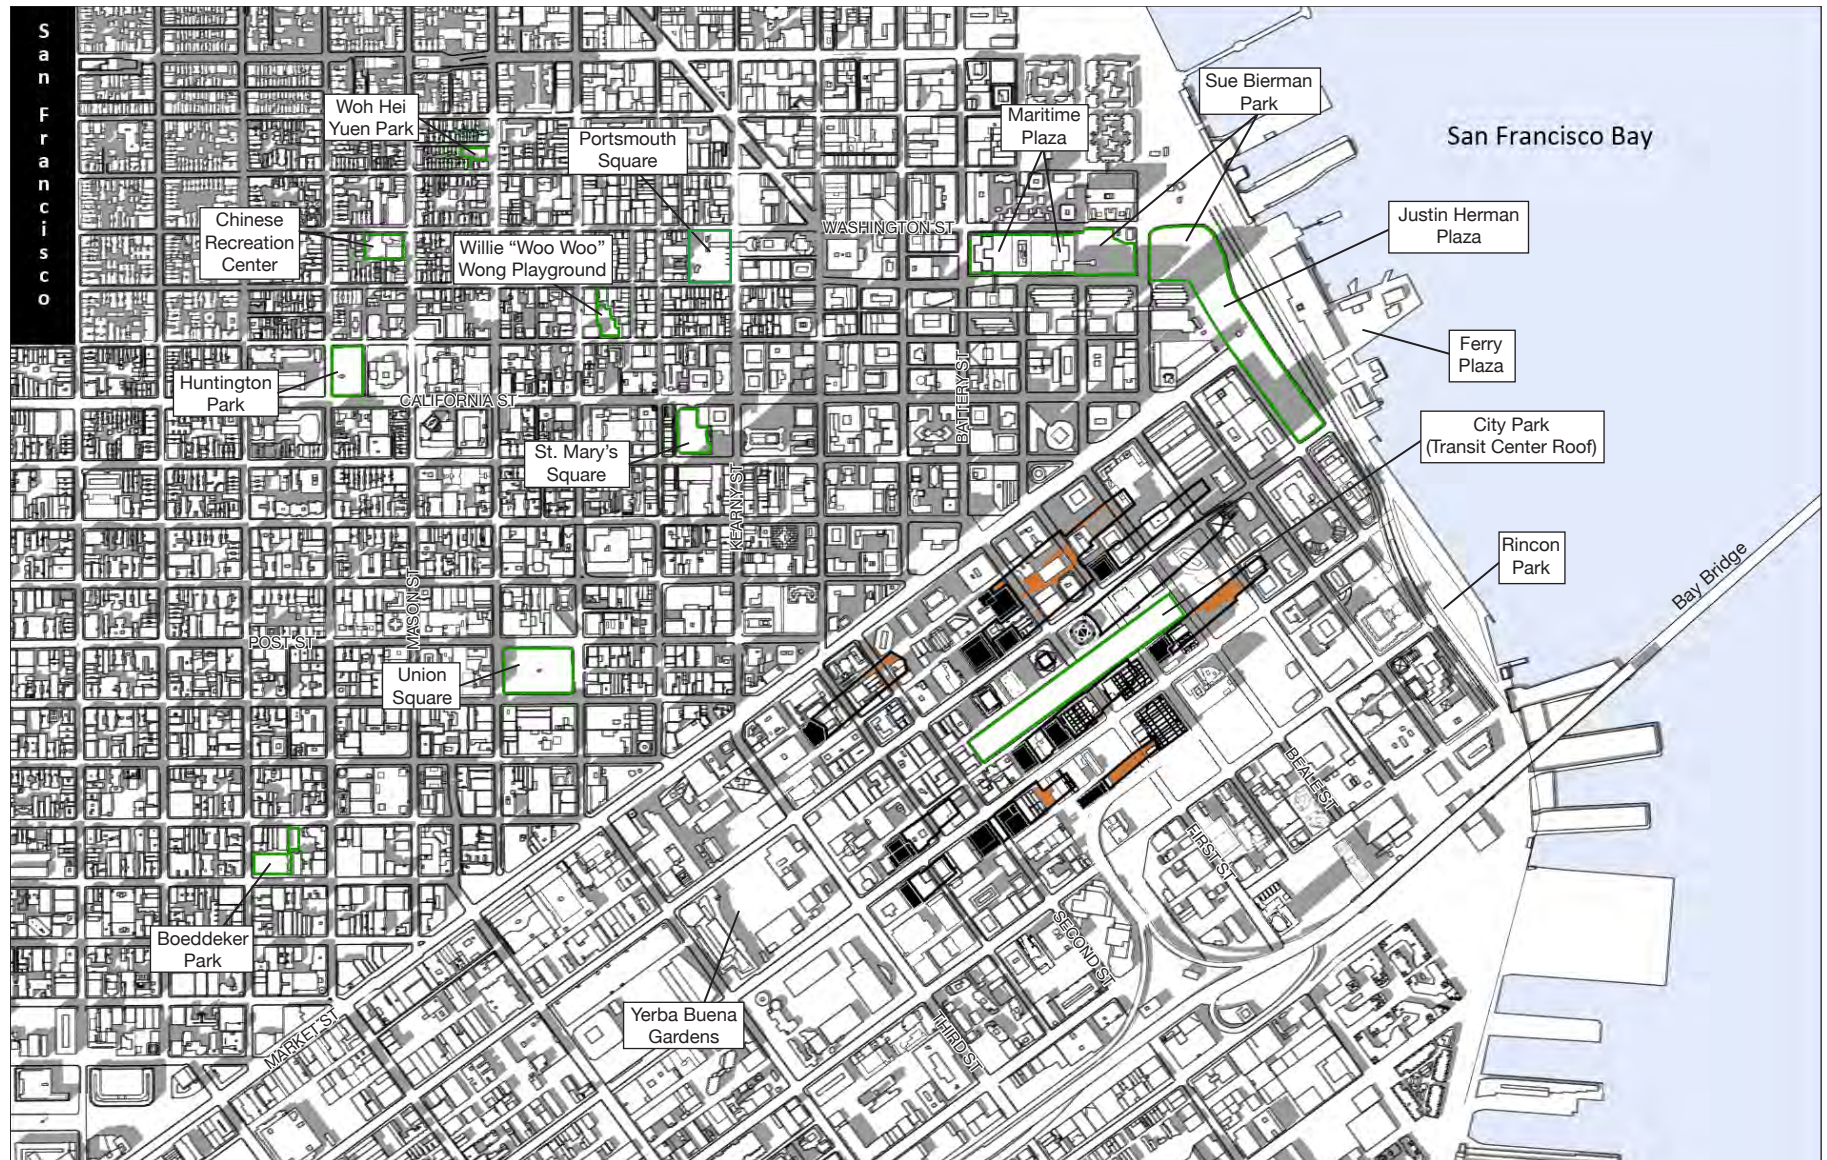 San Francisco
Woh Hei
Yuen Park
Portsmouth
Square
Maritime
Plaza
Sue Bierman
Park
San Francisco Bay
Chinese
Recreation
Center
Willie "Woo Woo"
Wong Playground
WASHINGTON ST
Justin Herman
Plaza
Ferry
Plaza
Huntington
Park
CALIFORNIA ST
BATTERY ST
St. Mary's
Square
KEARNY ST
City Park
(Transit Center Roof)
Rincon
Park
Bay Bridge
MASON ST
POST ST
Union
Square
BEALE ST
FIRST ST
Boeddeker
Park
SECOND ST
Yerba Buena
Gardens
THIRD ST
MARKET ST